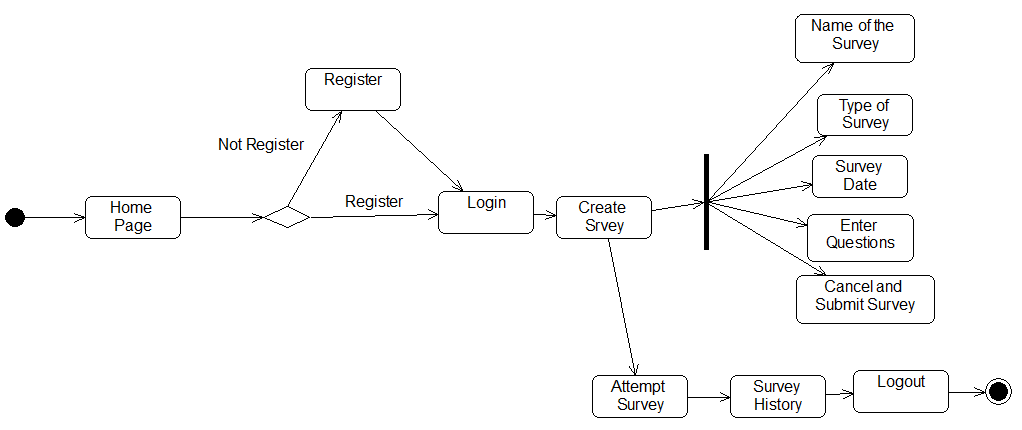 Name of the
Survey
Register
Type of
Survey
Not Register
Survey
Date
Home
Page
Register
Login
Create
Srvey
Enter
Questions
Cancel and
Submit Survey
Attempt
Survey
Survey
History
Logout